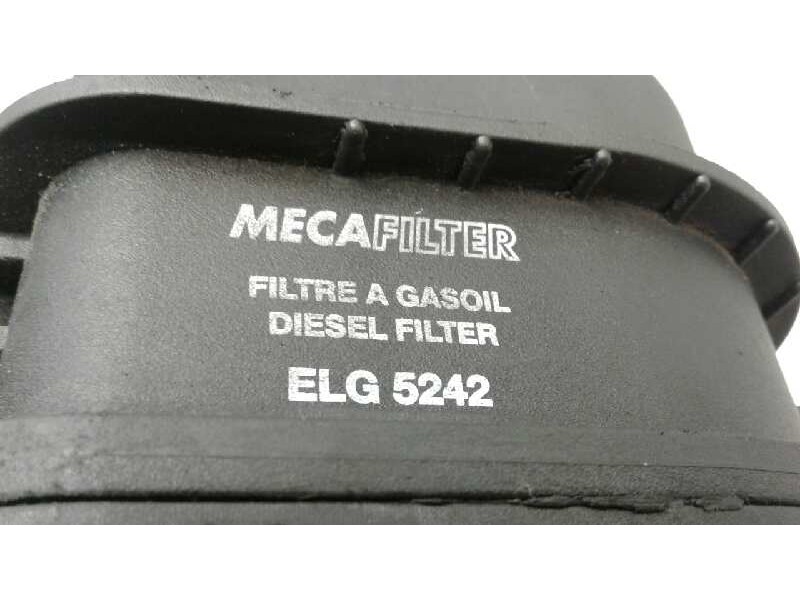 MECAFILTER
FILTRE A GASOIL
DIESEL FILTER
ELG 5242